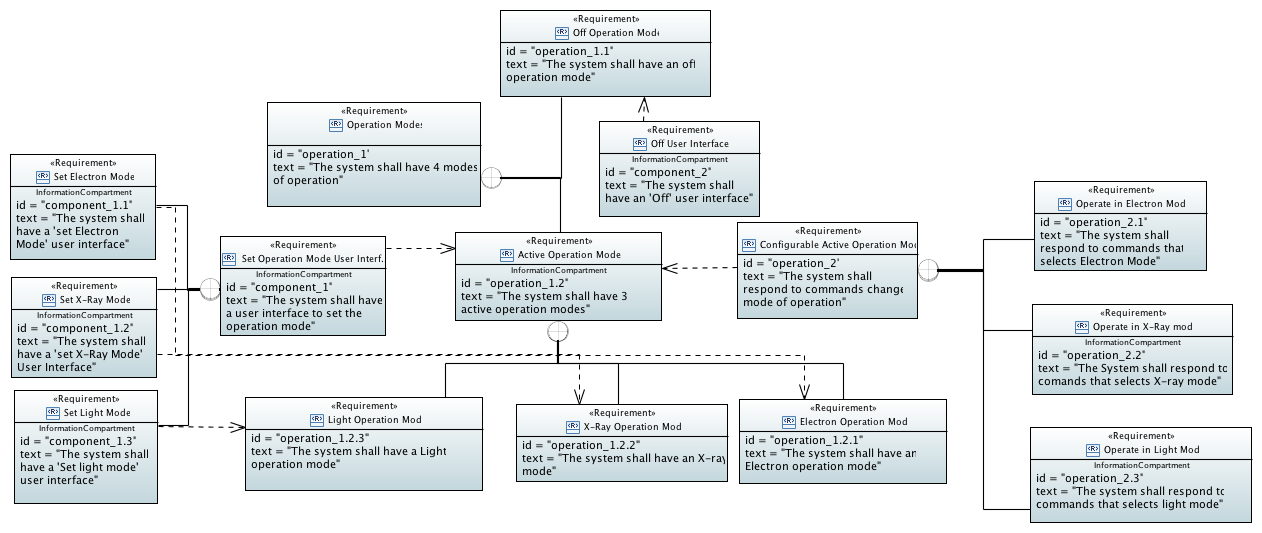 «Requirement»
Off Operation Mode
id = "operation_1.1"
text = "The system shall have an off
operation mode"
«Requirement»
Operation Modes
id = "operation_1'
text = "The system shall have 4 modes
of operation"
«Requirement»
Off User Interface
InformationCompartment
id = "component_2"
text = "The system shall
have an 'Off' user interface"
«Requirement»
Set Electron Mode
InformationCompartment
id = "component_1.1"
text = "The system shall
have a 'set Electron
Mode' user interface"
«Requirement»
Set X-Ray Mode
InformationCompartment
id = "component_1.2"
text = "The system shall
have a 'set X-Ray Mode'
User Interface"
«Requirement»
Set Light Mode
InformationCompartment
id = "component_1.3"
text = "The system shall
have a 'Set light mode'
user interface"
«Requirement»
Set Operation Mode User Interf.
InformationCompartment
id = "component_1"
text = "The system shall have
a user interface to set the
operation mode"
«Requirement»
Active Operation Mode
InformationCompartment
id = "operation_1.2"
text = "The system shall have 3
active operation modes"
«Requirement»
Configurable Active Operation Mod
id = "operation_2'
text = "The system shall
respond to commands change
mode of operation"
«Requirement»
Operate in Electron Mod
id = "operation_2.1"
text = "The system shall
respond to commands that
selects Electron Mode"
«Requirement»
Operate in X-Ray mod
InformationCompartment
id = "operation_2.2"
text = "The System shall respond to
comands that selects X-ray mode"
«Requirement»
Operate in Light Mod
InformationCompartment
id = "operation_2.3"
text = "The system shall respond to
commands that selects light mode"
«Requirement»
Light Operation Mod
id = "operation_1.2.3"
text = "The system shall have a Light
operation mode"
«Requirement»
X-Ray Operation Mod
id = "operation_1.2.2"
text = "The system shall have an X-ray
mode"
«Requirement»
Electron Operation Mod
id = "operation_1.2.1"
text = "The system shall have an
Electron operation mode"